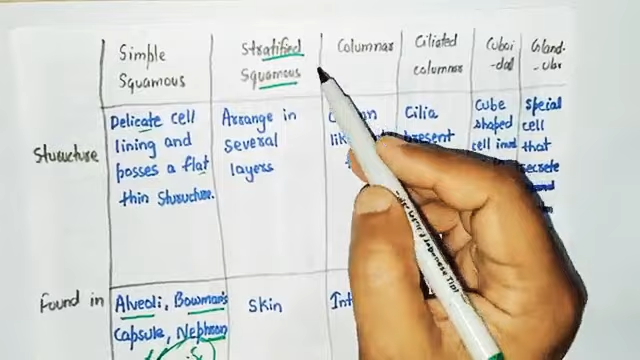 Simple
Squamous
Stratified
Squamous
Columnar
Ciliated
columnar
Cuboi
-dal
Gland-
ular
Structure
Delicate cell
lining and
posses a flat
thin Structure.
Arrange in
several
layers
Cilia
present
Cube
shaped
cell
Special
cell
that
secrete
Found in
Alveoli, Bowman's
Capsule, Nephron
Skin